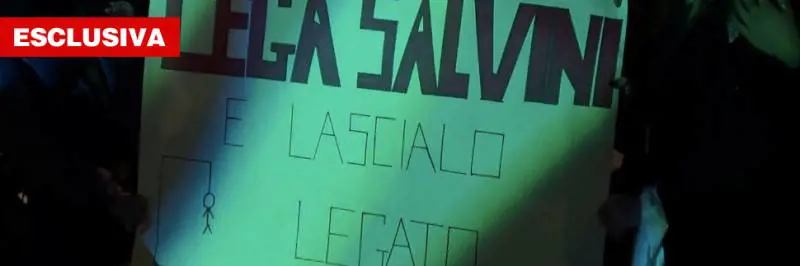 ESCLUSIVA
LEGA SALVINI
E LASCIALO
LEGATO